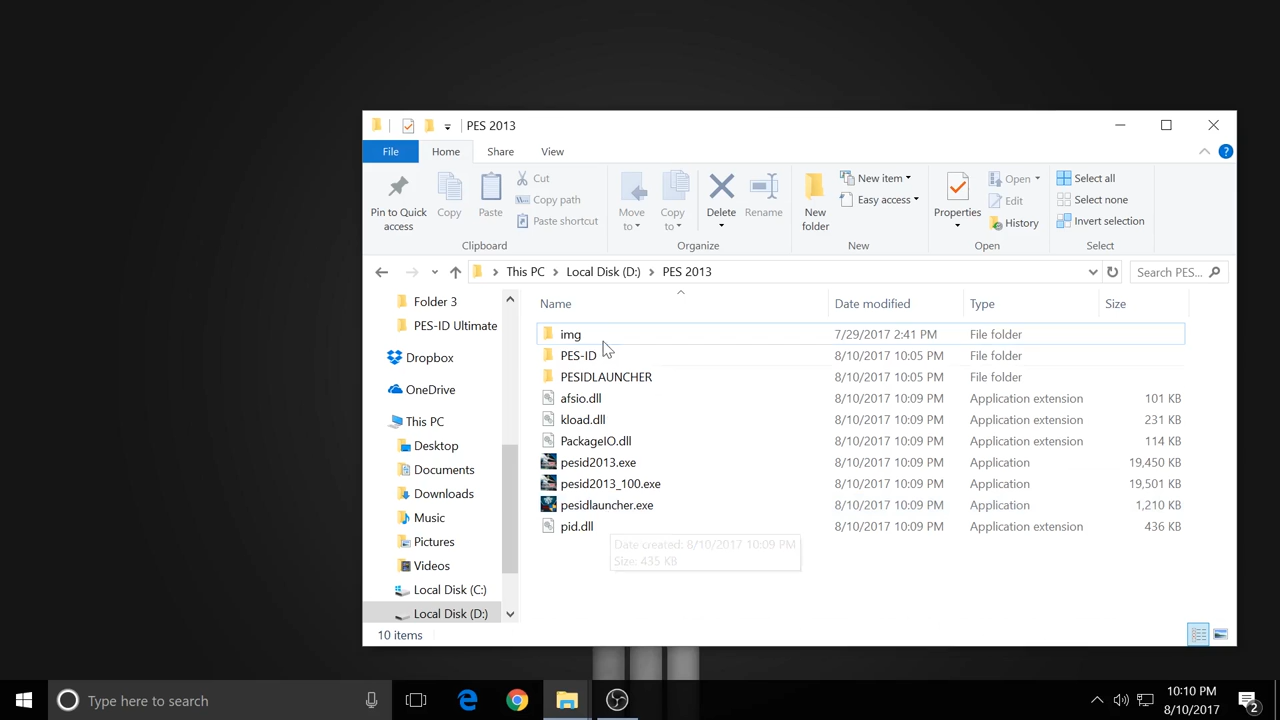 PES 2013
File Home Share View
Pin to Quick access
Copy
Paste
Cut
Copy path
Paste shortcut
Clipboard
Move to
Copy to
Delete
Rename
Organize
New folder
New item
Easy access
New
Properties
Open
Edit
History
Open
Select all
Select none
Invert selection
Select
This PC Local Disk (D:) PES 2013
Search PES...
Folder 3
PES-ID Ultimate
Dropbox
OneDrive
This PC
Desktop
Documents
Downloads
Music
Pictures
Videos
Local Disk (C:)
Local Disk (D:)
Name Date modified Type Size
img 7/29/2017 2:41 PM File folder
PES-ID 8/10/2017 10:05 PM File folder
PESIDLAUNCHER 8/10/2017 10:05 PM File folder
afsio.dll 8/10/2017 10:09 PM Application extension 101 KB
kload.dll 8/10/2017 10:09 PM Application extension 231 KB
PackageIO.dll 8/10/2017 10:09 PM Application extension 114 KB
pesid2013.exe 8/10/2017 10:09 PM Application 19,450 KB
pesid2013_100.exe 8/10/2017 10:09 PM Application 19,501 KB
pesidlauncher.exe 8/10/2017 10:09 PM Application 1,210 KB
pid.dll 8/10/2017 10:09 PM Application extension 436 KB
Date created: 8/10/2017 10:09 PM
Size: 435 KB
10 items
Type here to search
10:10 PM
8/10/2017
2